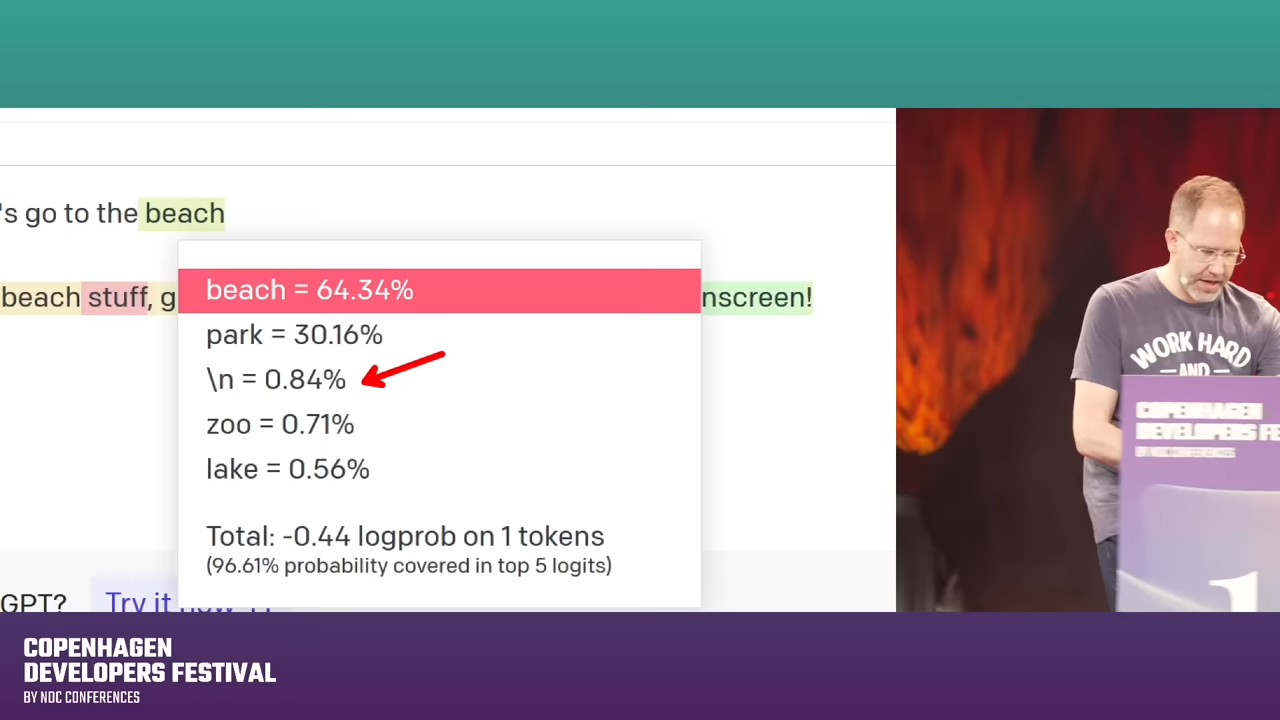 's go to the beach
beach = 64.34%
beach stuff, g
nscreen!
park = 30.16%
\n = 0.84%
zoo = 0.71%
lake = 0.56%
Total: -0.44 logprob on 1 tokens
(96.61% probability covered in top 5 logits)
GPT? Try it now
WORK HARD
— AND —
COPENHAGEN
DEVELOPERS FE
COPENHAGEN
DEVELOPERS FESTIVAL
BY NDC CONFERENCES